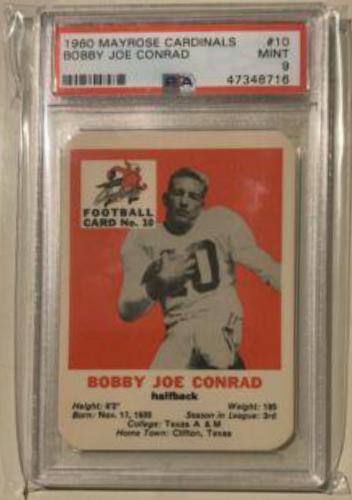 1960 MAYROSE CARDINALS #10
BOBBY JOE CONRAD MINT
9
PSA 47348716
FOOTBALL
CARD No. 10
BOBBY JOE CONRAD
halfback
Height: 6'2" Weight: 195
Born: Nov. 17, 1935 Season in League: 3rd
College: Texas A & M
Home Town: Clifton, Texas